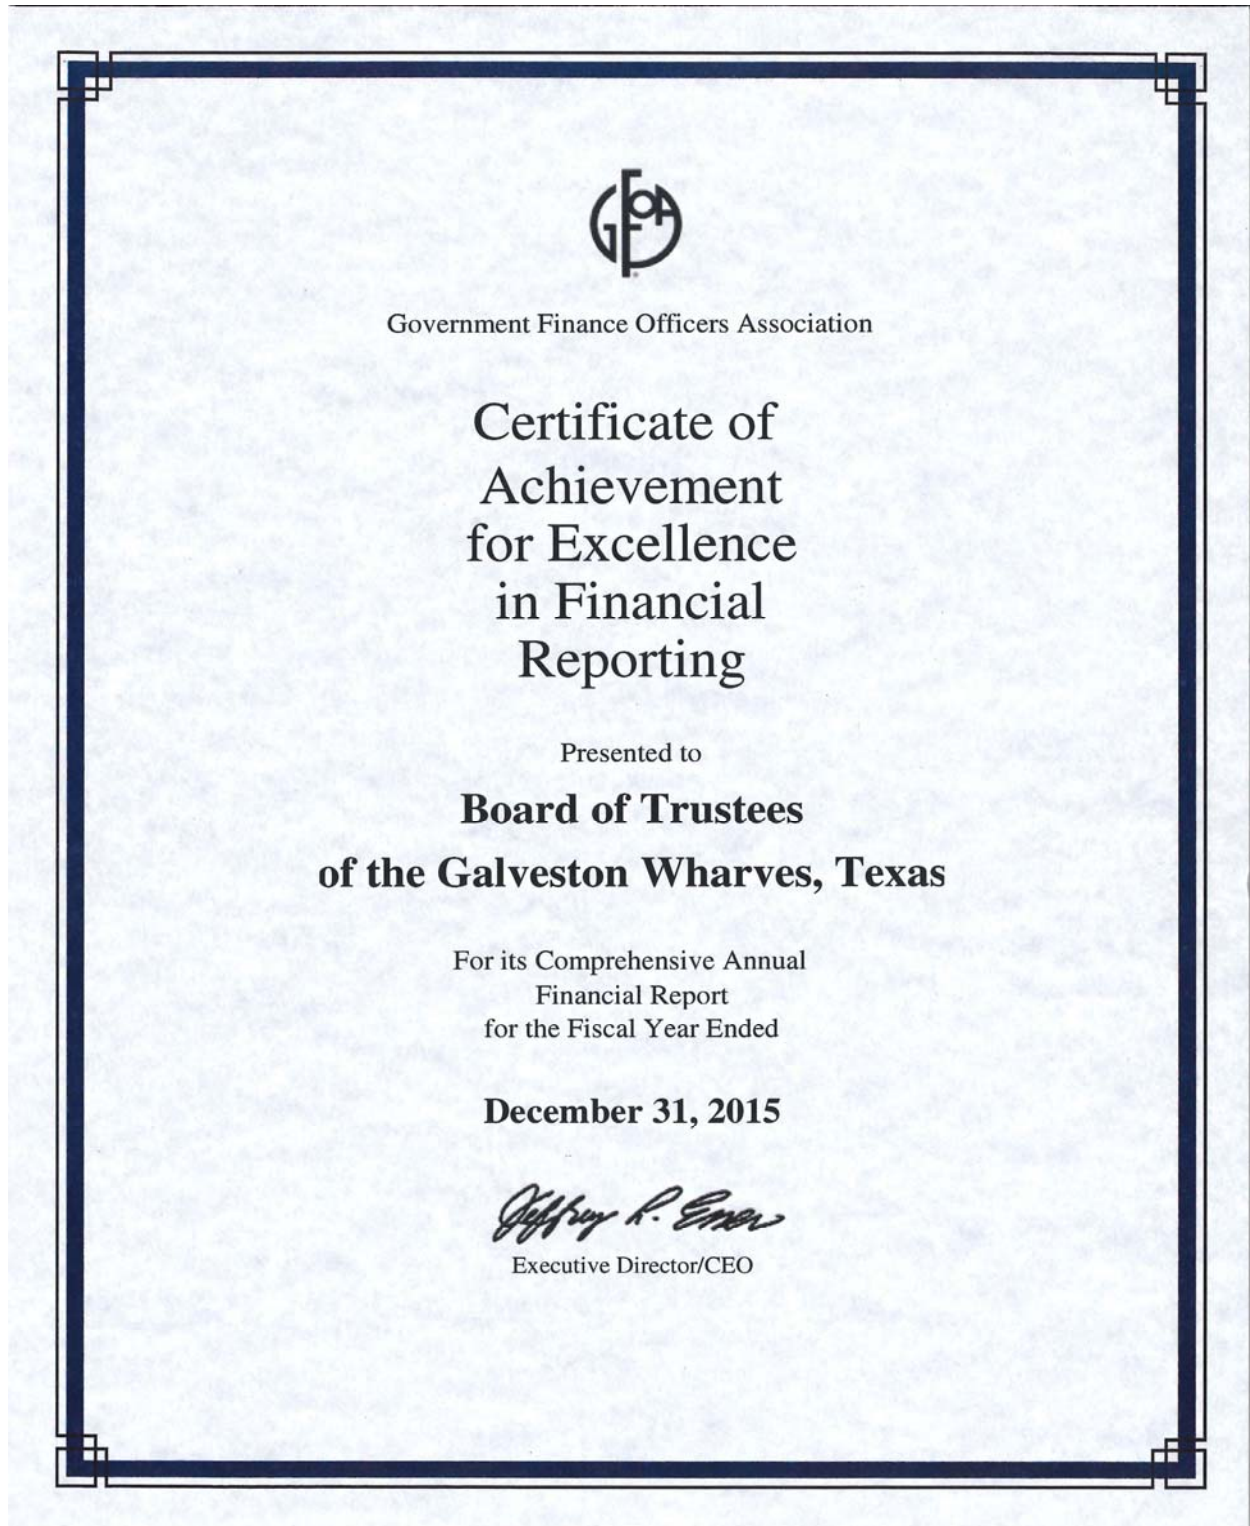 GFOA
Government Finance Officers Association
Certificate of
Achievement
for Excellence
in Financial
Reporting
Presented to
Board of Trustees
of the Galveston Wharves, Texas
For its Comprehensive Annual
Financial Report
for the Fiscal Year Ended
December 31, 2015
Jeffrey R. Ener
Executive Director/CEO